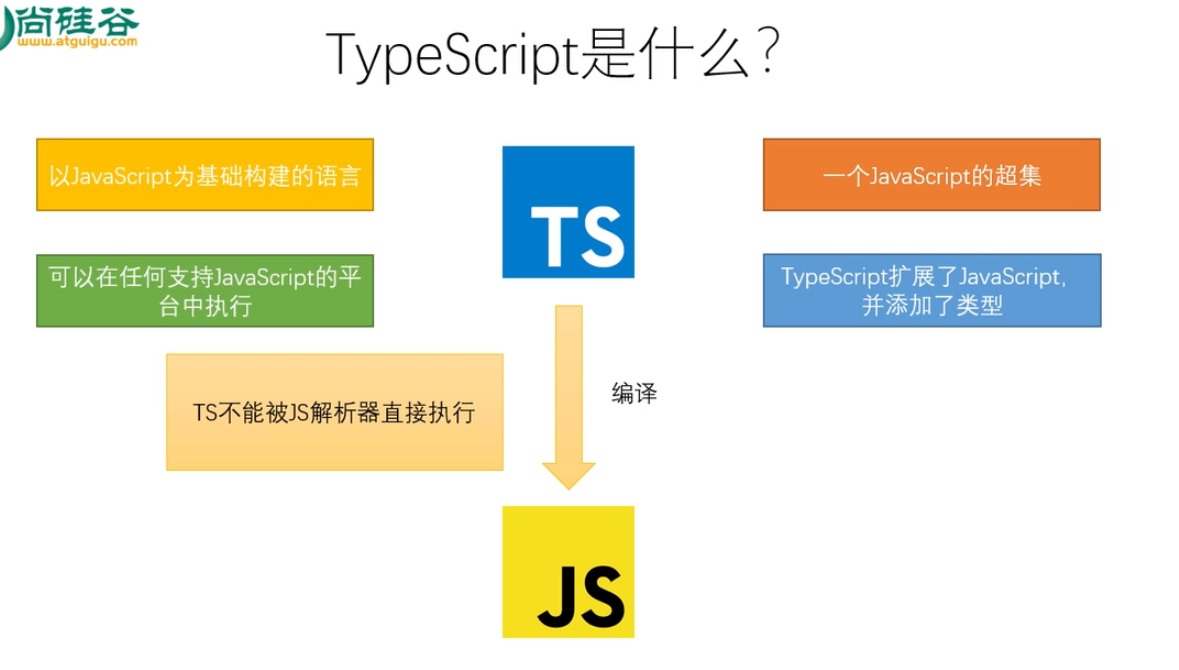 尚硅谷
www.atguigu.com
TypeScript是什么？
以JavaScript为基础构建的语言
一个JavaScript的超集
可以在任何支持JavaScript的平
台中执行
TypeScript扩展了JavaScript,
并添加了类型
TS
TS不能被JS解析器直接执行
编译
JS